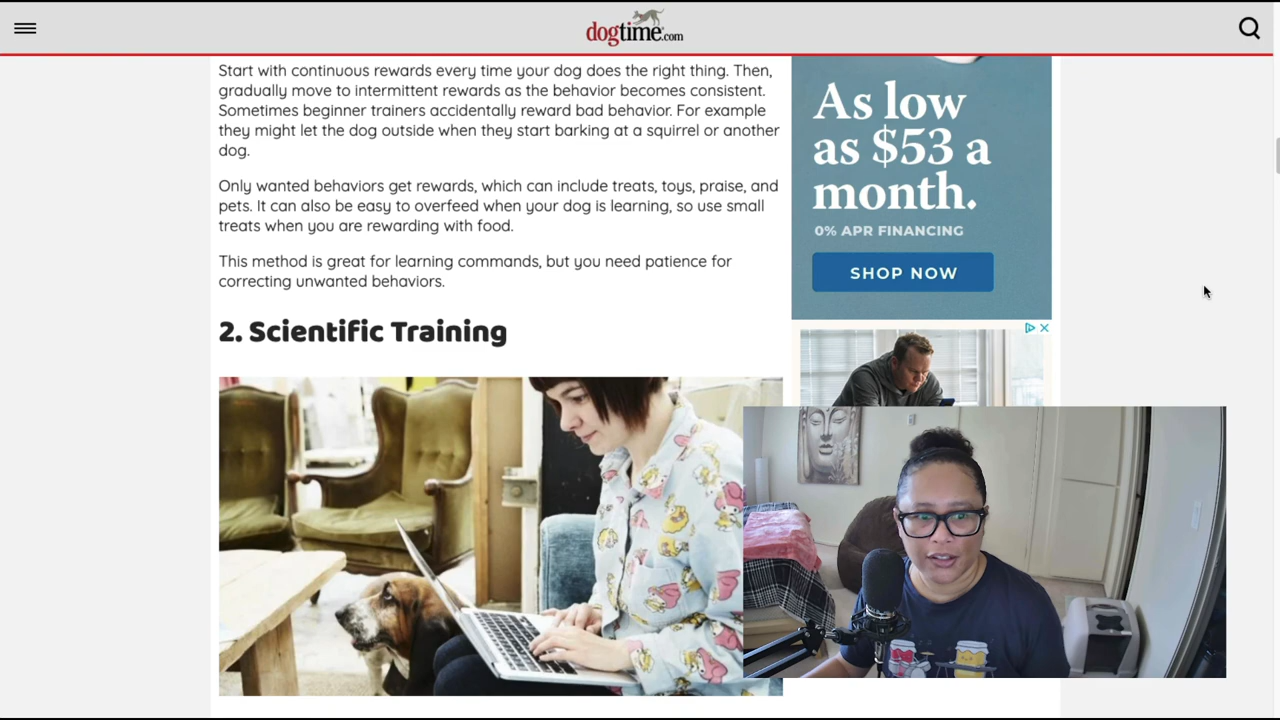 dogtime.com
Start with continuous rewards every time your dog does the right thing. Then,
gradually move to intermittent rewards as the behavior becomes consistent.
Sometimes beginner trainers accidentally reward bad behavior. For example
they might let the dog outside when they start barking at a squirrel or another
dog.
Only wanted behaviors get rewards, which can include treats, toys, praise, and
pets. It can also be easy to overfeed when your dog is learning, so use small
treats when you are rewarding with food.
This method is great for learning commands, but you need patience for
correcting unwanted behaviors.
2. Scientific Training
As low
as $53 a
month.
0% APR FINANCING
SHOP NOW